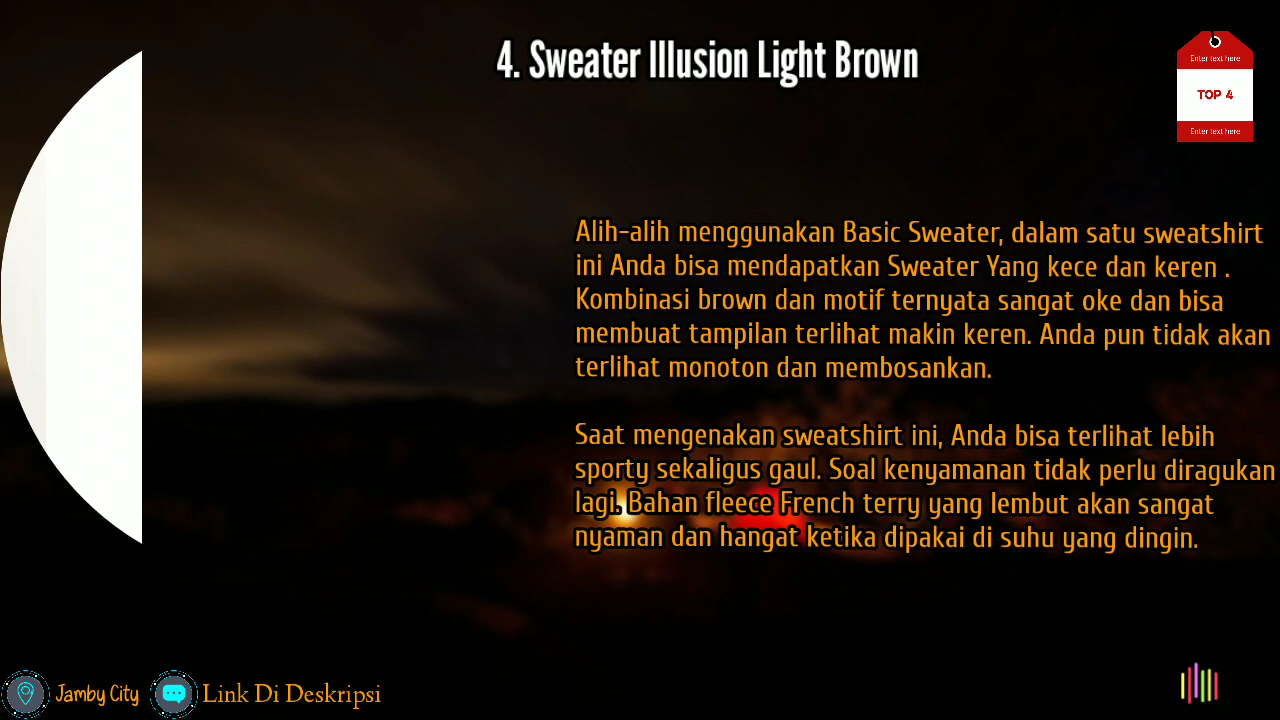 4. Sweater Illusion Light Brown
Enter text here
TOP 4
Enter text here
Alih-alih menggunakan Basic Sweater, dalam satu sweatshirt
ini Anda bisa mendapatkan Sweater Yang kece dan keren .
Kombinasi brown dan motif ternyata sangat oke dan bisa
membuat tampilan terlihat makin keren. Anda pun tidak akan
terlihat monoton dan membosankan.
Saat mengenakan sweatshirt ini, Anda bisa terlihat lebih
sporty sekaligus gaul. Soal kenyamanan tidak perlu diragukan
lagi. Bahan fleece French terry yang lembut akan sangat
nyaman dan hangat ketika dipakai di suhu yang dingin.
Jamby City
Link Di Deskripsi